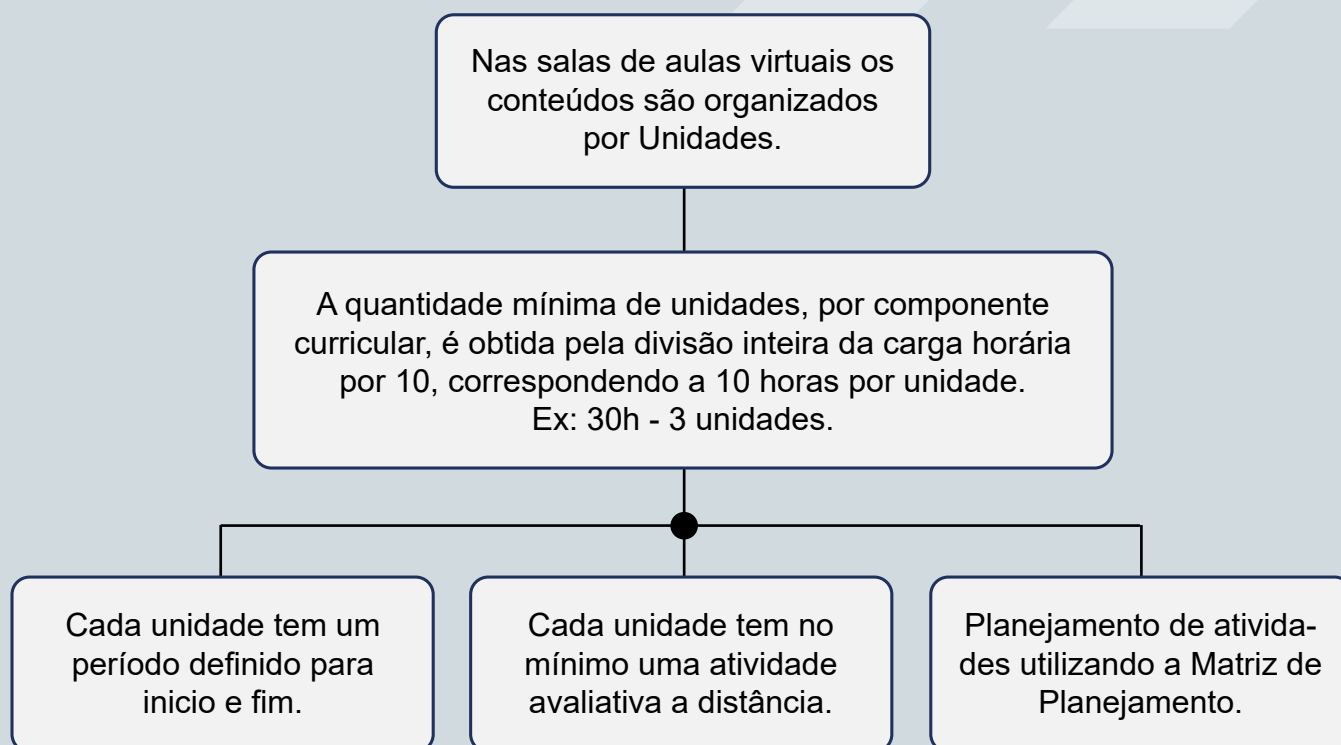 Nas salas de aulas virtuais os
conteúdos são organizados
por Unidades.
A quantidade mínima de unidades, por componente
curricular, é obtida pela divisão inteira da carga horária
por 10, correspondendo a 10 horas por unidade.
Ex: 30h - 3 unidades.
Cada unidade tem um
período definido para
inicio e fim.
Cada unidade tem no
mínimo uma atividade
avaliativa a distância.
Planejamento de ativida-
des utilizando a Matriz de
Planejamento.